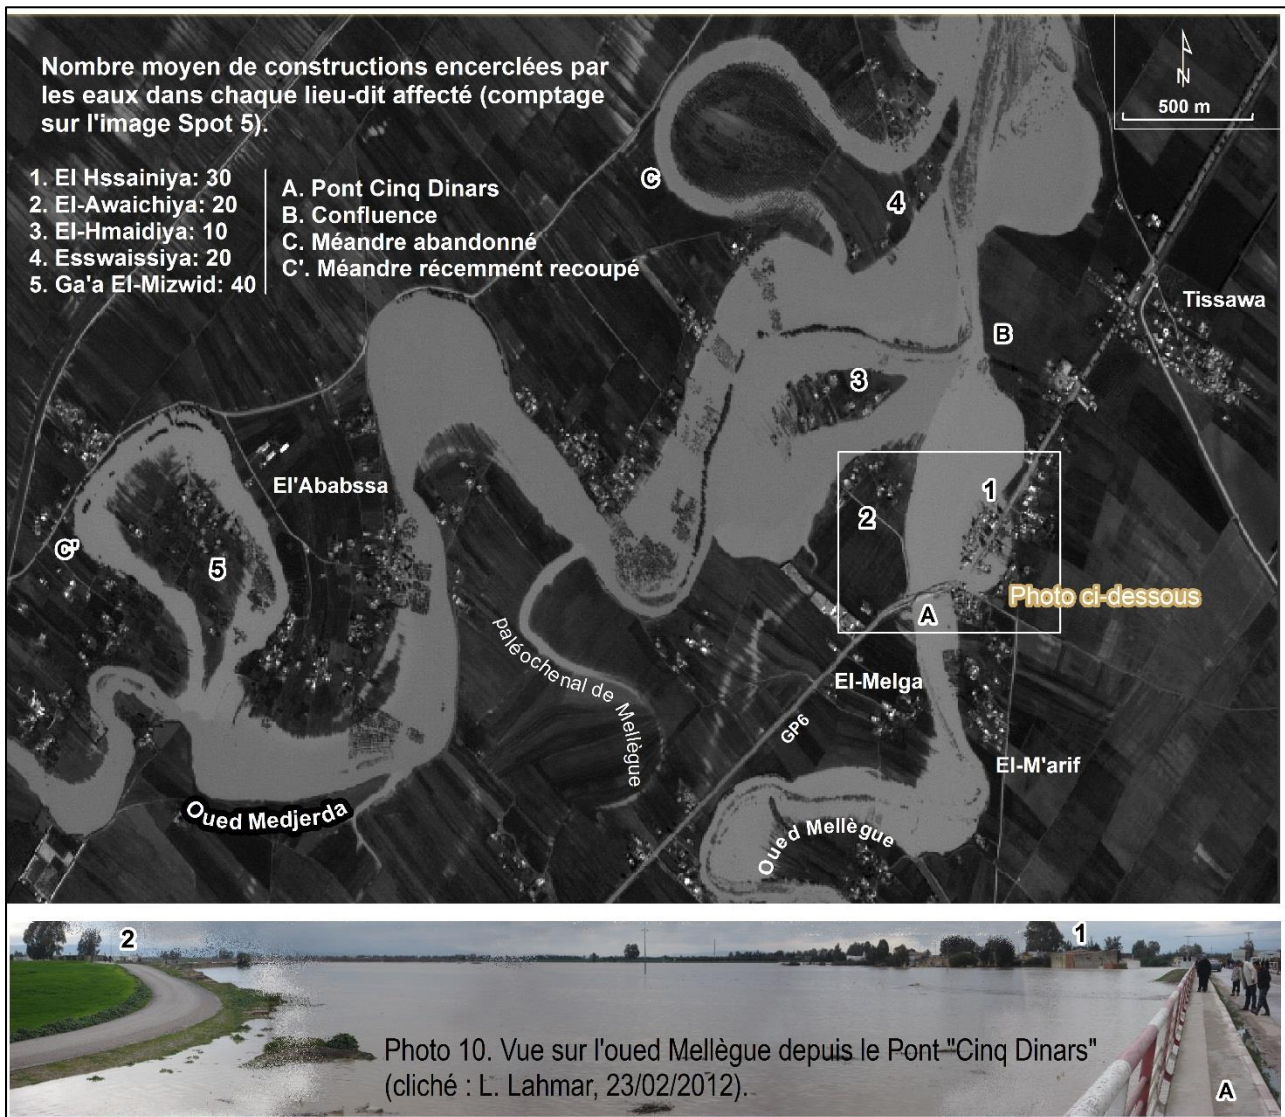 Nombre moyen de constructions encerclées par
les eaux dans chaque lieu-dit affecté (comptage
sur l'image Spot 5).
1. El Hssainiya: 30
2. El-Awaichiya: 20
3. El-Hmaidiya: 10
4. Esswaissiya: 20
5. Ga'a El-Mizwid: 40
A. Pont Cinq Dinars
B. Confluence
C. Méandre abandonné
C'. Méandre récemment recoupé
N
500 m
C
4
Tissawa
B
3
El'Ababssa
1
2
C'
5
Photo ci-dessous
A
paléochenal de Mellègue
El-Melga
GP6
El-M'arif
Oued Medjerda
Oued Mellègue
2
1
Photo 10. Vue sur l'oued Mellègue depuis le Pont "Cinq Dinars"
(cliché : L. Lahmar, 23/02/2012).
A